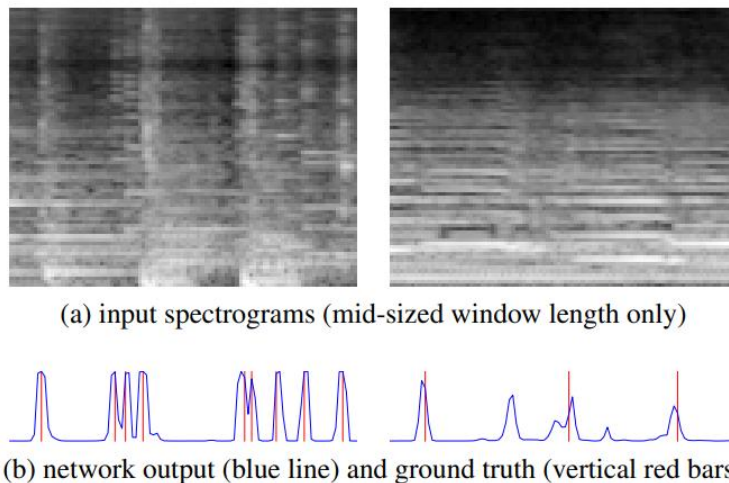 (a) input spectrograms (mid-sized window length only)
(b) network output (blue line) and ground truth (vertical red bars